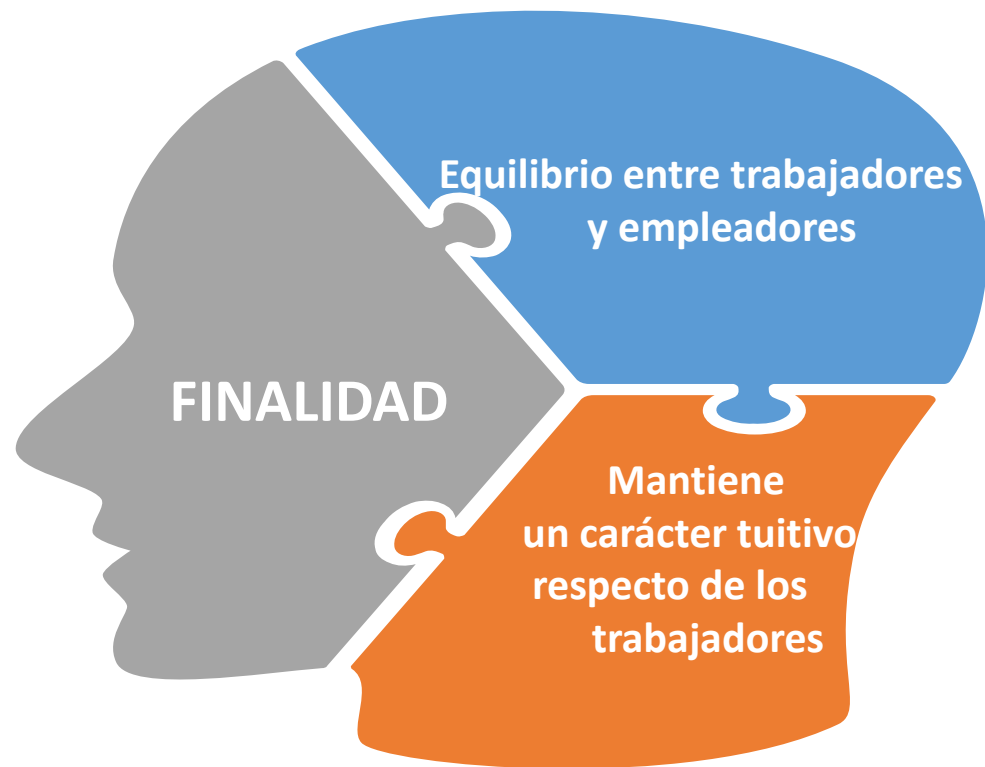 FINALIDAD
Equilibrio entre trabajadores
y empleadores
Mantiene
un carácter tuitivo
respecto de los
trabajadores